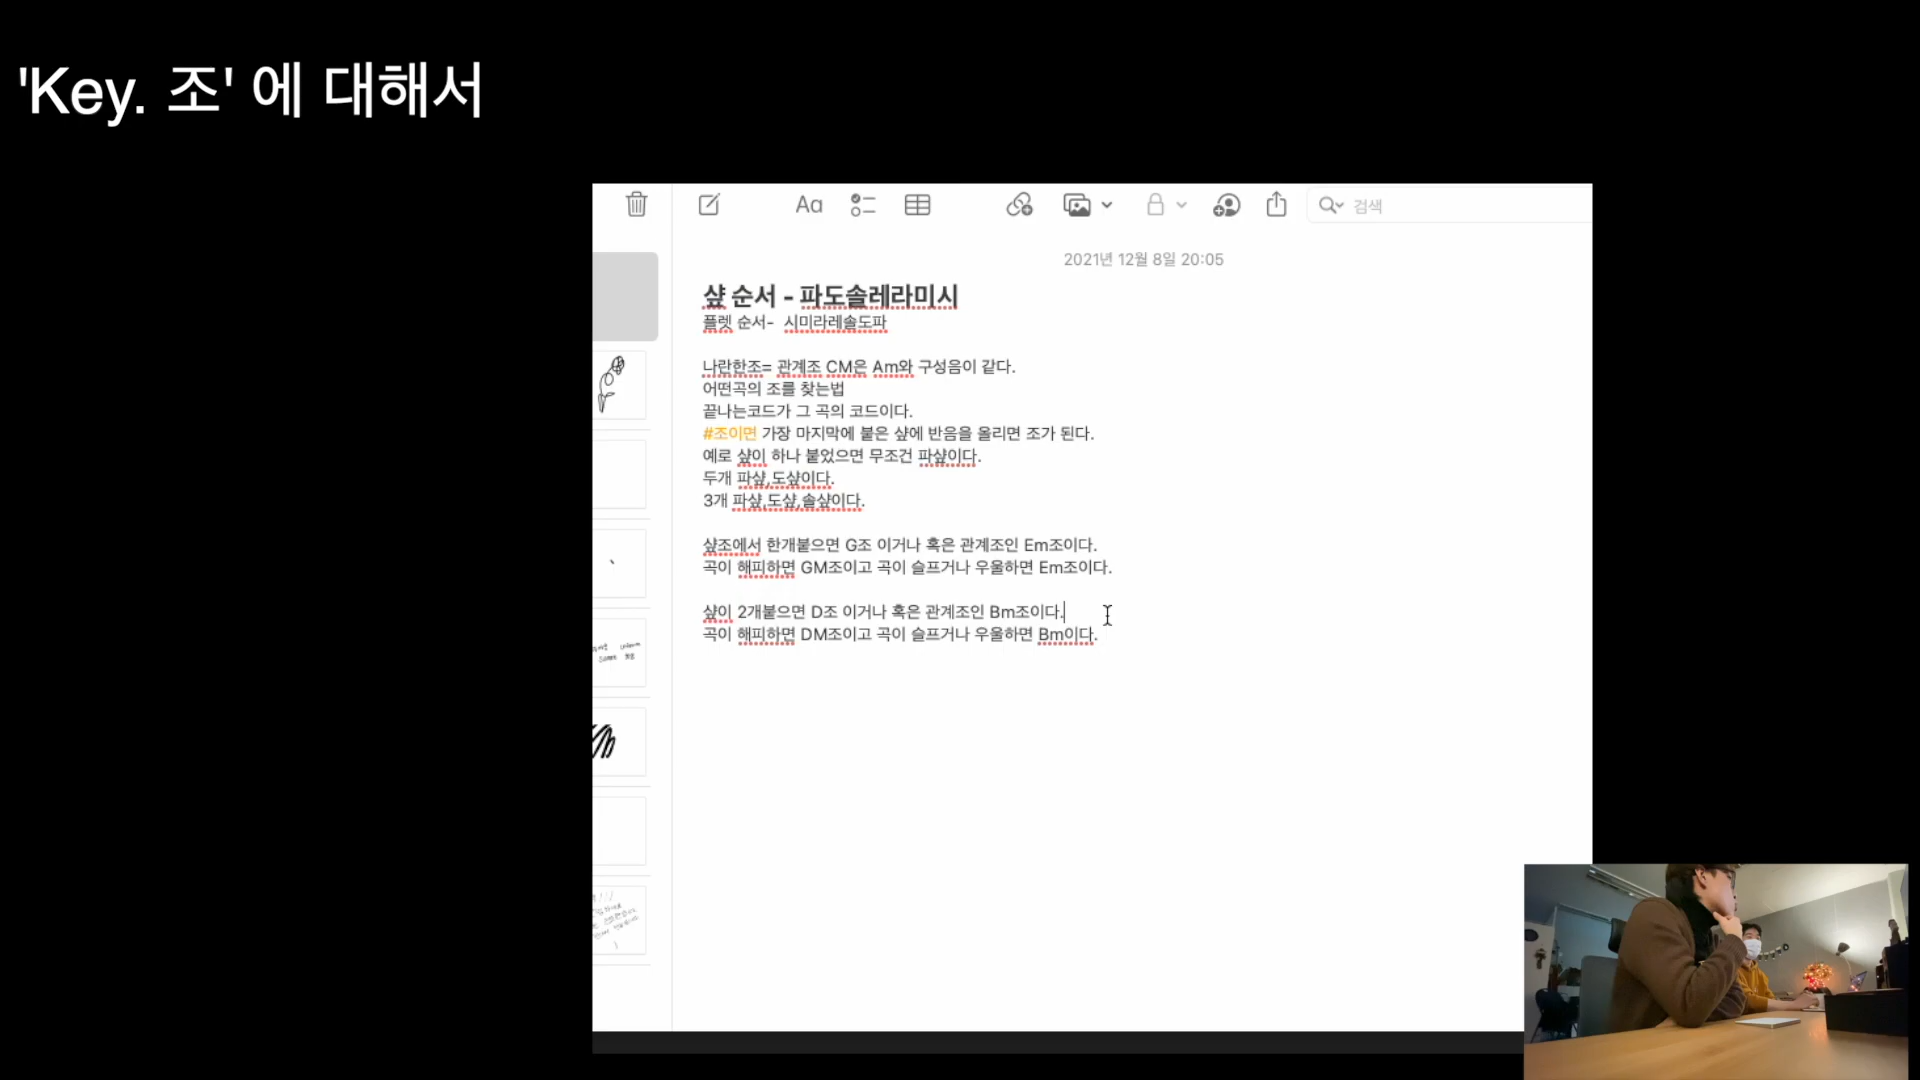 'Key. 조' 에 대해서
Aa
검색
2021년 12월 8일 20:05
샾 순서 - 파도솔레라미시
플렛 순서- 시미라레솔도파
나란한조= 관계조 CM은 Am와 구성음이 같다.
어떤곡의 조를 찾는법
끝나는코드가 그 곡의 코드이다.
#조이면 가장 마지막에 붙은 샾에 반음을 올리면 조가 된다.
예로 샾이 하나 붙었으면 무조건 파샾이다.
두개 파샾,도샾이다.
3개 파샾,도샾,솔샾이다.
샾조에서 한개붙으면 G조 이거나 혹은 관계조인 Em조이다.
곡이 해피하면 GM조이고 곡이 슬프거나 우울하면 Em조이다.
샾이 2개붙으면 D조 이거나 혹은 관계조인 Bm조이다.
곡이 해피하면 DM조이고 곡이 슬프거나 우울하면 Bm이다.